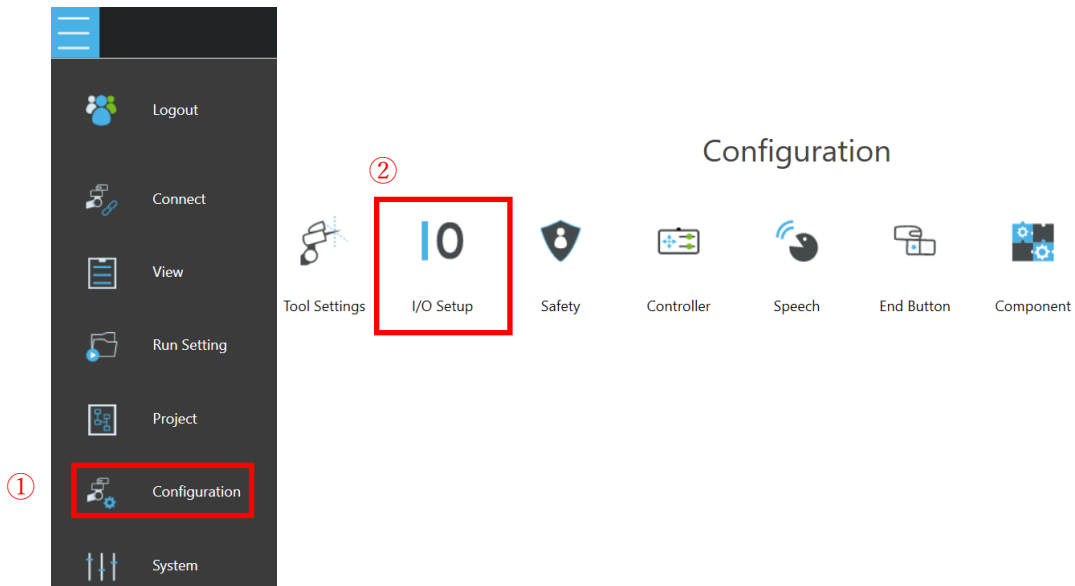 Logout
Connect
View
Run Setting
Project
①
Configuration
System
Configuration
②
IO
Tool Settings
I/O Setup
Safety
Controller
Speech
End Button
Component